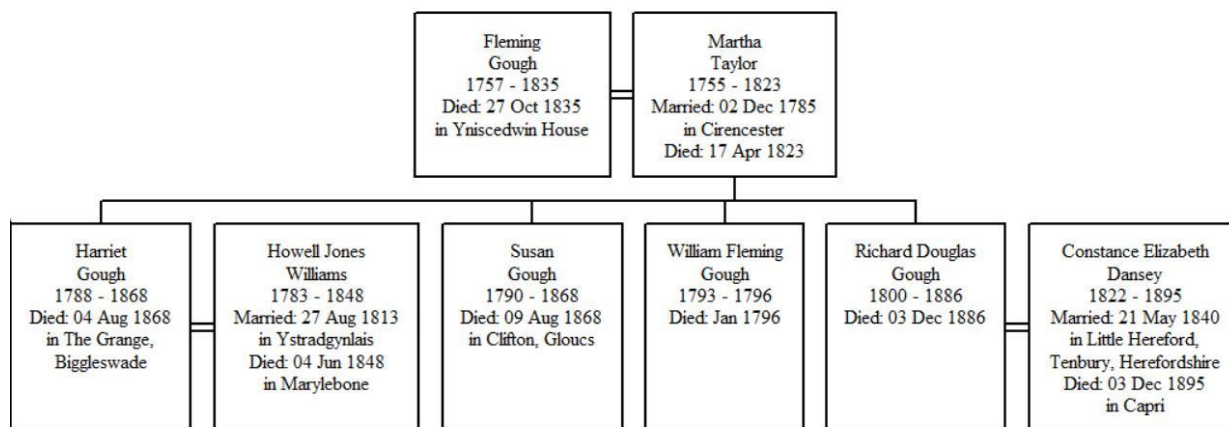 Fleming
Gough
1757 - 1835
Died: 27 Oct 1835
in Yniscedwin House
Martha
Taylor
1755 - 1823
Married: 02 Dec 1785
in Cirencester
Died: 17 Apr 1823
Harriet
Gough
1788 - 1868
Died: 04 Aug 1868
in The Grange,
Biggleswade
Howell Jones
Williams
1783 - 1848
Married: 27 Aug 1813
in Ystradgynlais
Died: 04 Jun 1848
in Marylebone
Susan
Gough
1790 - 1868
Died: 09 Aug 1868
in Clifton, Gloucs
William Fleming
Gough
1793 - 1796
Died: Jan 1796
Richard Douglas
Gough
1800 - 1886
Died: 03 Dec 1886
Constance Elizabeth
Dansey
1822 - 1895
Married: 21 May 1840
in Little Hereford,
Tenbury, Herefordshire
Died: 03 Dec 1895
in Capri